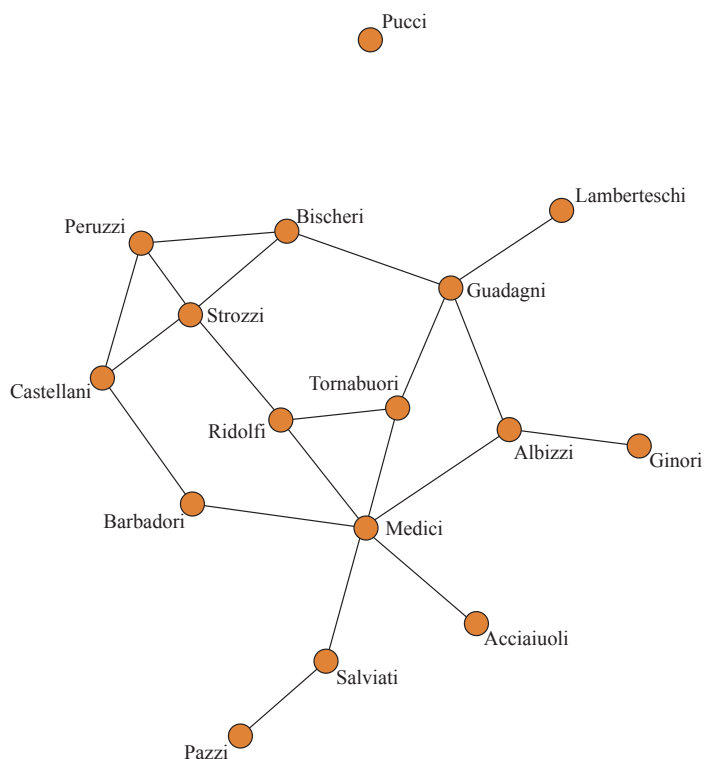 Pucci
Lamberteschi
Bischeri
Peruzzi
Guadagni
Strozzi
Tornabuori
Castellani
Ridolfi
Albizzi
Ginori
Barbadori
Medici
Acciaiuoli
Salviati
Pazzi